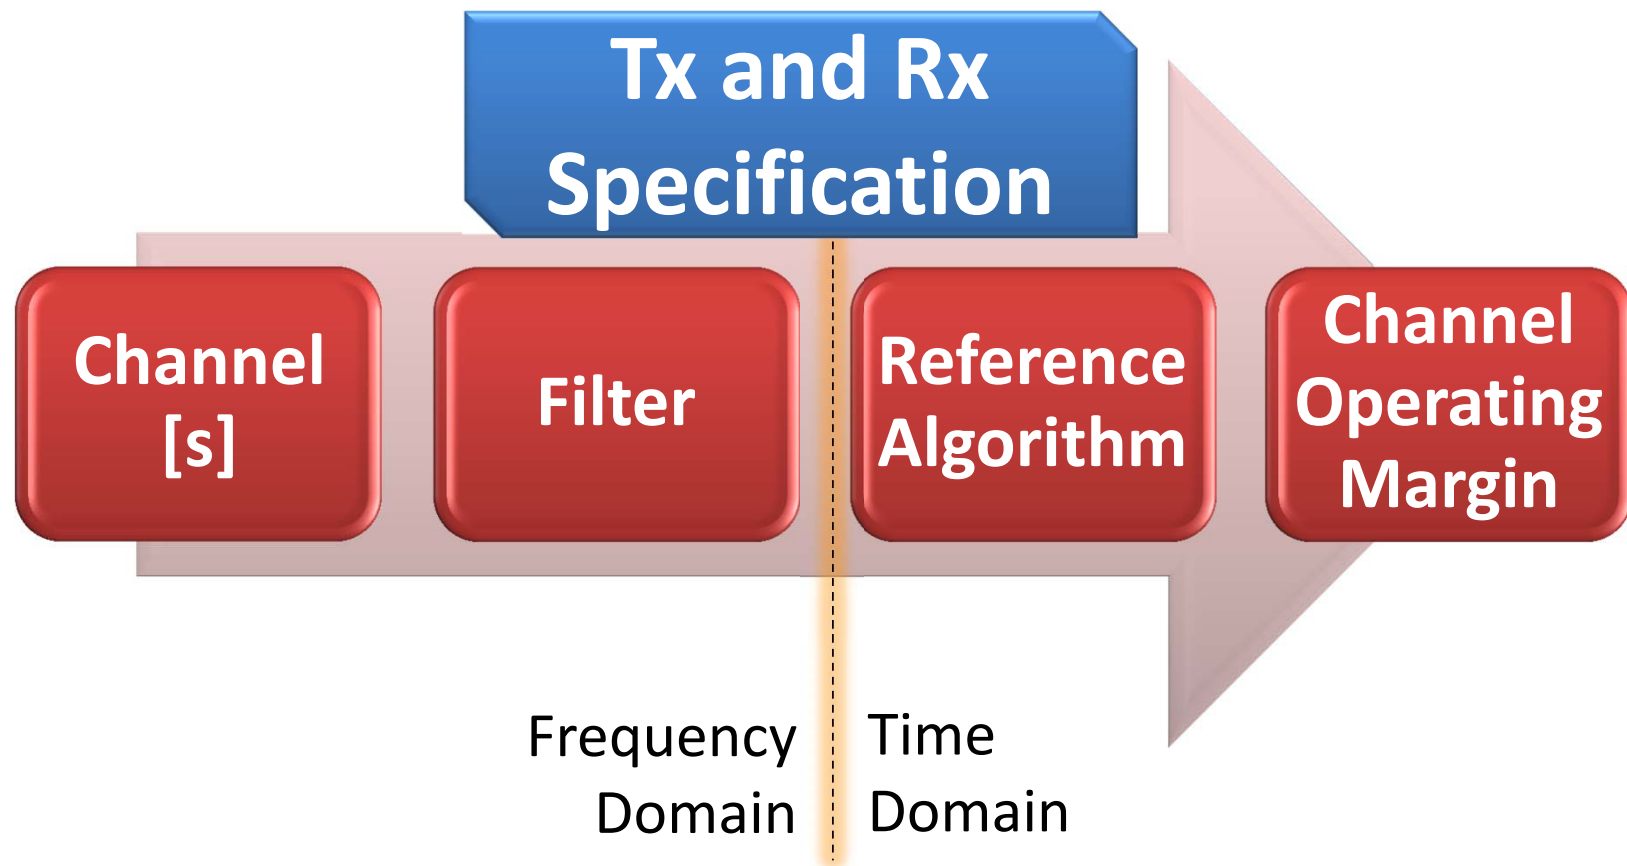 Tx and Rx
Specification
Channel
[s]
Filter
Reference
Algorithm
Channel
Operating
Margin
Frequency
Domain
Time
Domain